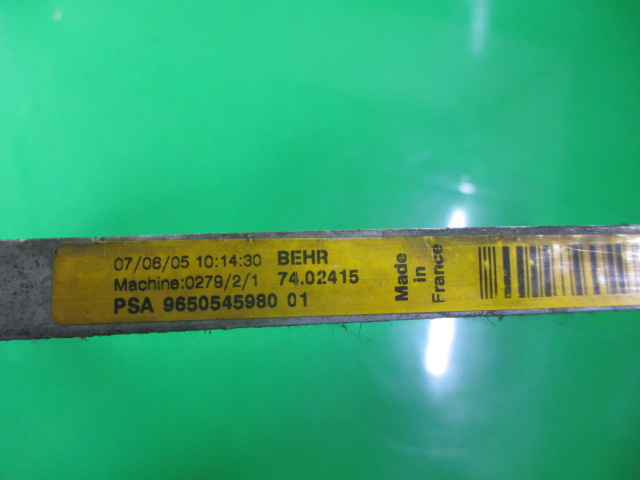 07/06/05 10:14:30 BEHR
Machine:0279/2/1 74.02415
PSA 9650545980 01
Made
in
France